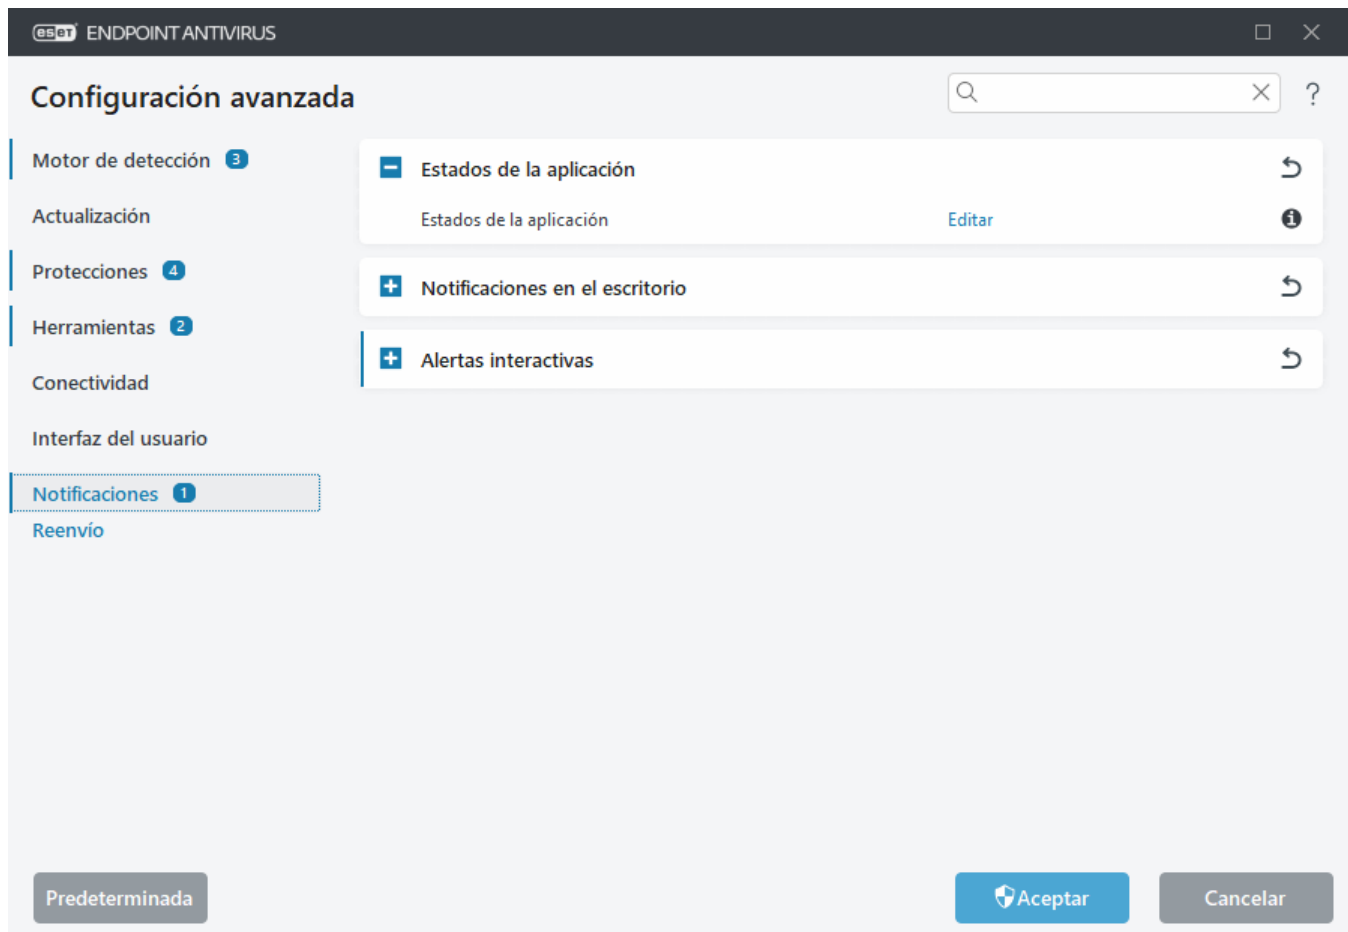 eset ENDPOINT ANTIVIRUS
Configuración avanzada
?
Motor de detección 3
Actualización
Protecciones 4
Herramientas 2
Conectividad
Interfaz del usuario
Notificaciones 1
Reenvío
Estados de la aplicación
Estados de la aplicación Editar
Notificaciones en el escritorio
Alertas interactivas
Predeterminada
Aceptar
Cancelar